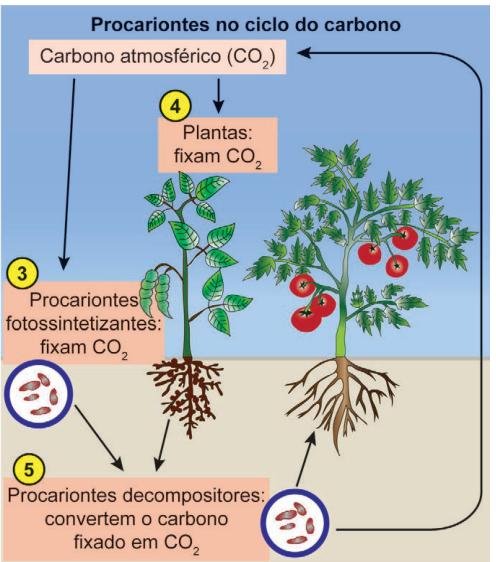 Procariontes no ciclo do carbono
Carbono atmosférico (CO₂)
4
Plantas:
fixam CO₂
3
Procariontes
fotossintetizantes:
fixam CO₂
5
Procariontes decompositores:
convertem o carbono
fixado em CO₂